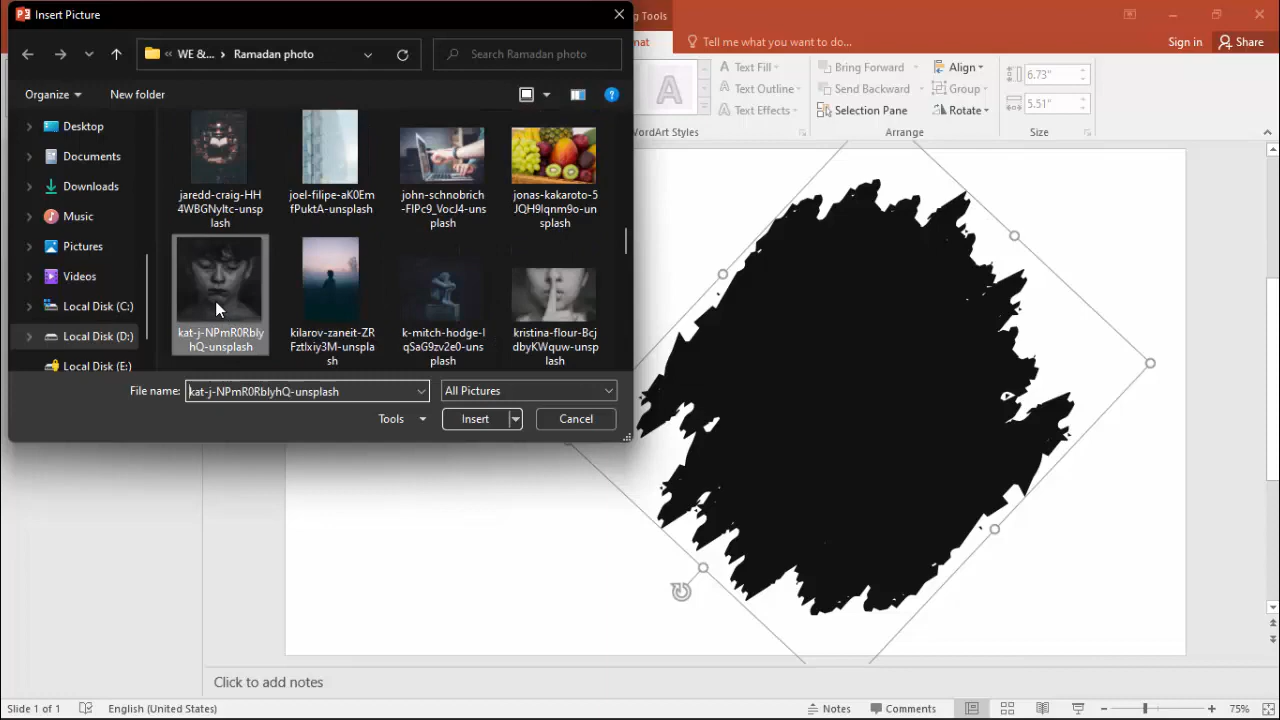 Insert Picture
ng Tools
WE &... Ramadan photo
Search Ramadan photo
mat
Tell me what you want to do...
Sign in
Share
Organize
New folder
Desktop
Documents
Downloads
Music
Pictures
Videos
Local Disk (C:)
Local Disk (D:)
Local Disk (E:)
jaredd-craig-HH
4WBGNyltc-unsp
lash
joel-filipe-aK0Em
fPuktA-unsplash
john-schnobrich
-FlPc9_VocJ4-uns
plash
jonas-kakaroto-5
JQH9Iqnm9o-un
splash
kat-j-NPmR0Rbly
hQ-unsplash
kilarov-zaneit-ZR
Fztlxiy3M-unspla
sh
k-mitch-hodge-l
qSaG9zv2e0-uns
plash
kristina-flour-Bcj
dbyKWquw-unsp
lash
File name:
kat-j-NPmR0RblyhQ-unsplash
All Pictures
Tools
Insert
Cancel
Text Fill
Text Outline
Text Effects
WordArt Styles
Bring Forward
Send Backward
Selection Pane
Align
Group
Rotate
Arrange
6.73"
5.51"
Size
Click to add notes
Slide 1 of 1
English (United States)
Notes
Comments
75%